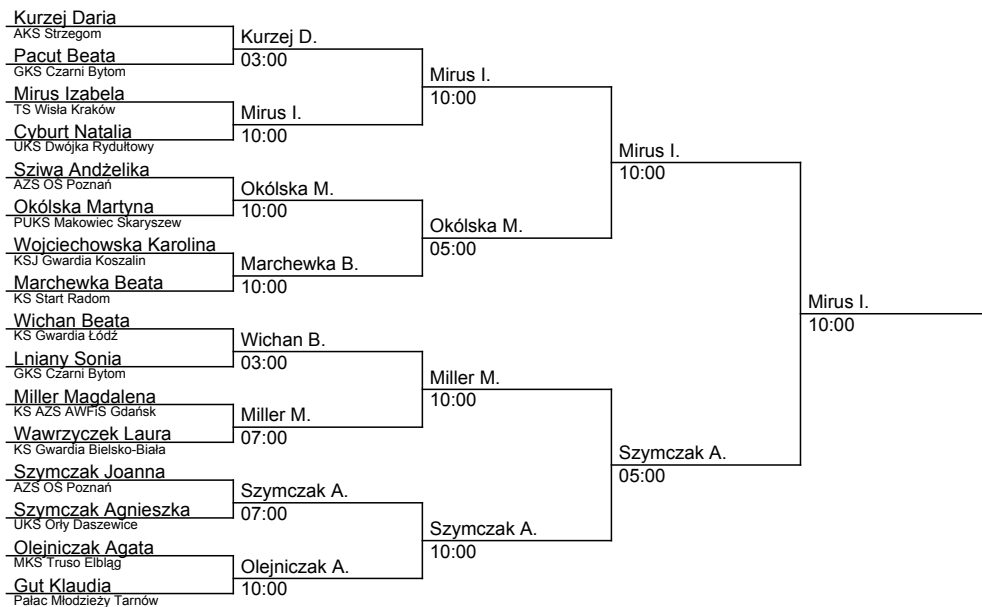 Kurzej Daria
AKS Strzegom
Pacut Beata
GKS Czarni Bytom
Mirus Izabela
TS Wisła Kraków
Cyburt Natalia
UKS Dwójka Rydułtowy
Sziwa Andżelika
AZS OŚ Poznań
Okólska Martyna
PUKS Makowiec Skaryszew
Wojciechowska Karolina
KSJ Gwardia Koszalin
Marchewka Beata
KS Start Radom
Wichan Beata
KS Gwardia Łódź
Lniany Sonia
GKS Czarni Bytom
Miller Magdalena
KS AZS AWFiS Gdańsk
Wawrzyczek Laura
KS Gwardia Bielsko-Biała
Szymczak Joanna
AZS OŚ Poznań
Szymczak Agnieszka
UKS Orły Daszewice
Olejniczak Agata
MKS Truso Elbląg
Gut Klaudia
Pałac Młodzieży Tarnów
Kurzej D.
03:00
Mirus I.
10:00
Okólska M.
10:00
Marchewka B.
10:00
Wichan B.
03:00
Miller M.
07:00
Szymczak A.
07:00
Olejniczak A.
10:00
Mirus I.
10:00
Okólska M.
05:00
Miller M.
10:00
Szymczak A.
10:00
Mirus I.
10:00
Szymczak A.
05:00
Mirus I.
10:00